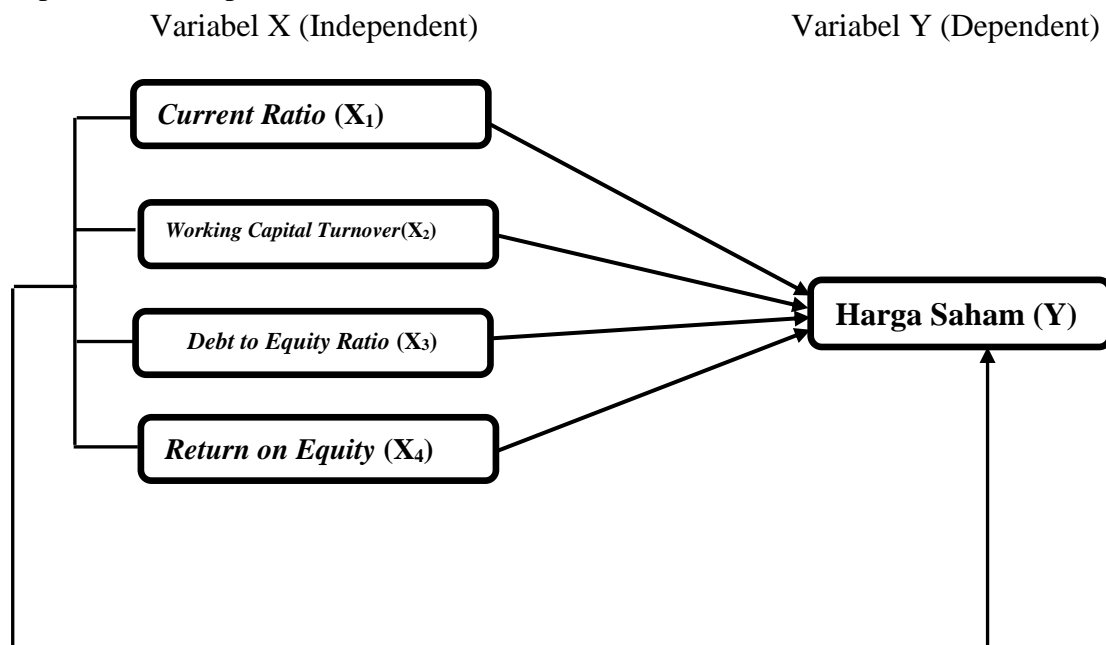 Variabel X (Independent)
Variabel Y (Dependent)
Current Ratio (X₁)
Working Capital Turnover(X₂)
Debt to Equity Ratio (X₃)
Return on Equity (X₄)
Harga Saham (Y)